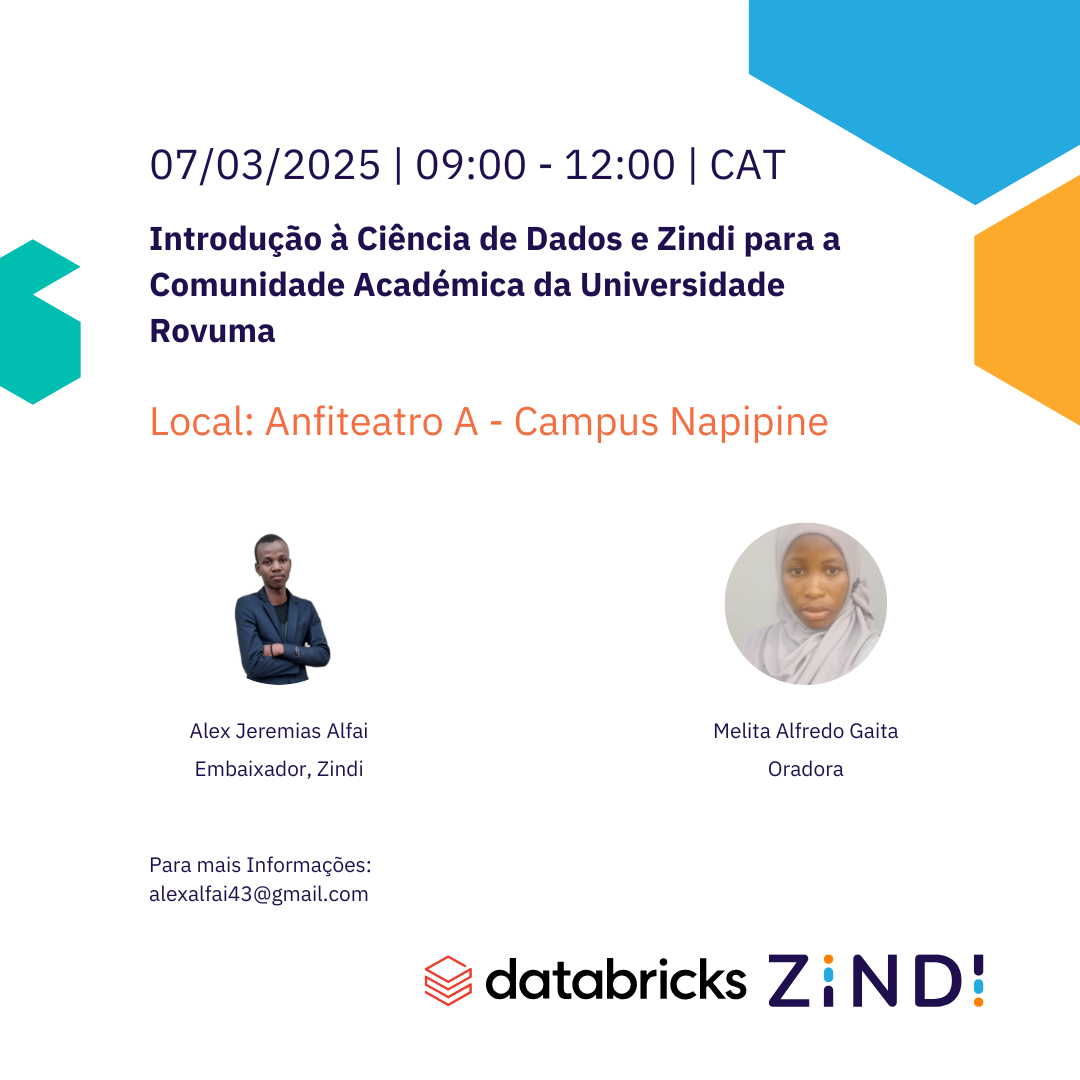 07/03/2025 | 09:00 - 12:00 | CAT
Introdução à Ciência de Dados e Zindi para a
Comunidade Académica da Universidade
Rovuma
Local: Anfiteatro A - Campus Napipine
Alex Jeremias Alfai
Embaixador, Zindi
Melita Alfredo Gaita
Oradora
Para mais Informações:
alexalfai43@gmail.com
databricks
ZiNDi